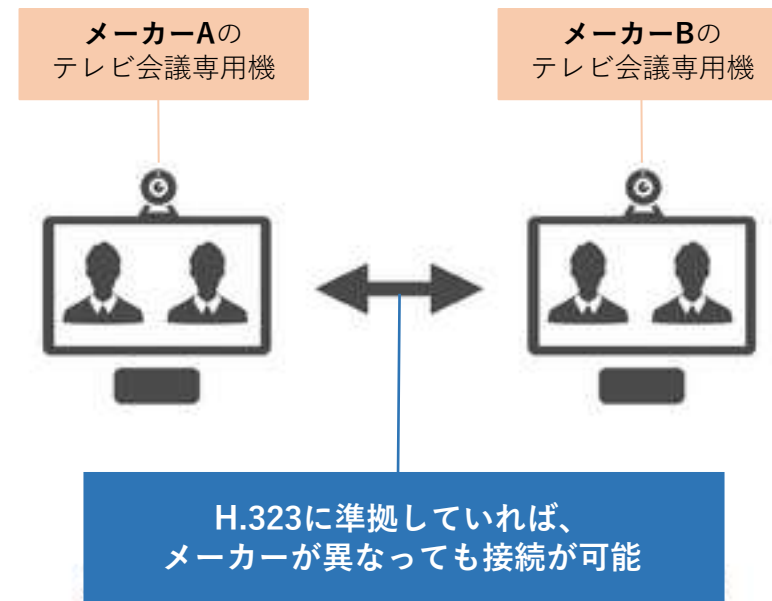 メーカーAの
テレビ会議専用機
メーカーBの
テレビ会議専用機
H.323に準拠していれば、
メーカーが異なっても接続が可能